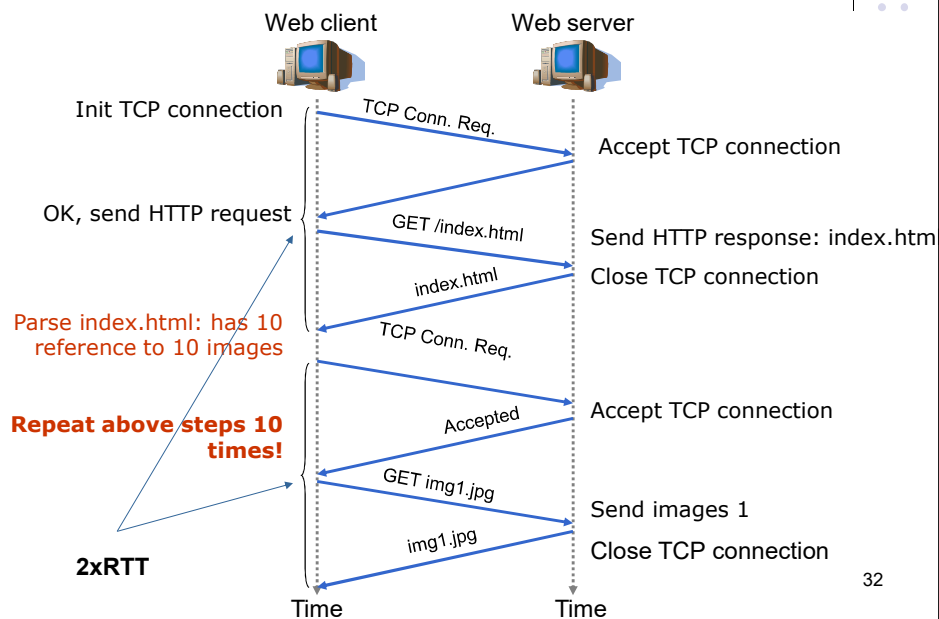 Web client
Web server
Init TCP connection
TCP Conn. Req.
Accept TCP connection
OK, send HTTP request
GET /index.html
Send HTTP response: index.htm
index.html
Close TCP connection
Parse index.html: has 10
reference to 10 images
TCP Conn. Req.
Accept TCP connection
Repeat above steps 10
times!
Accepted
GET img1.jpg
Send images 1
img1.jpg
Close TCP connection
2xRTT
32
Time
Time